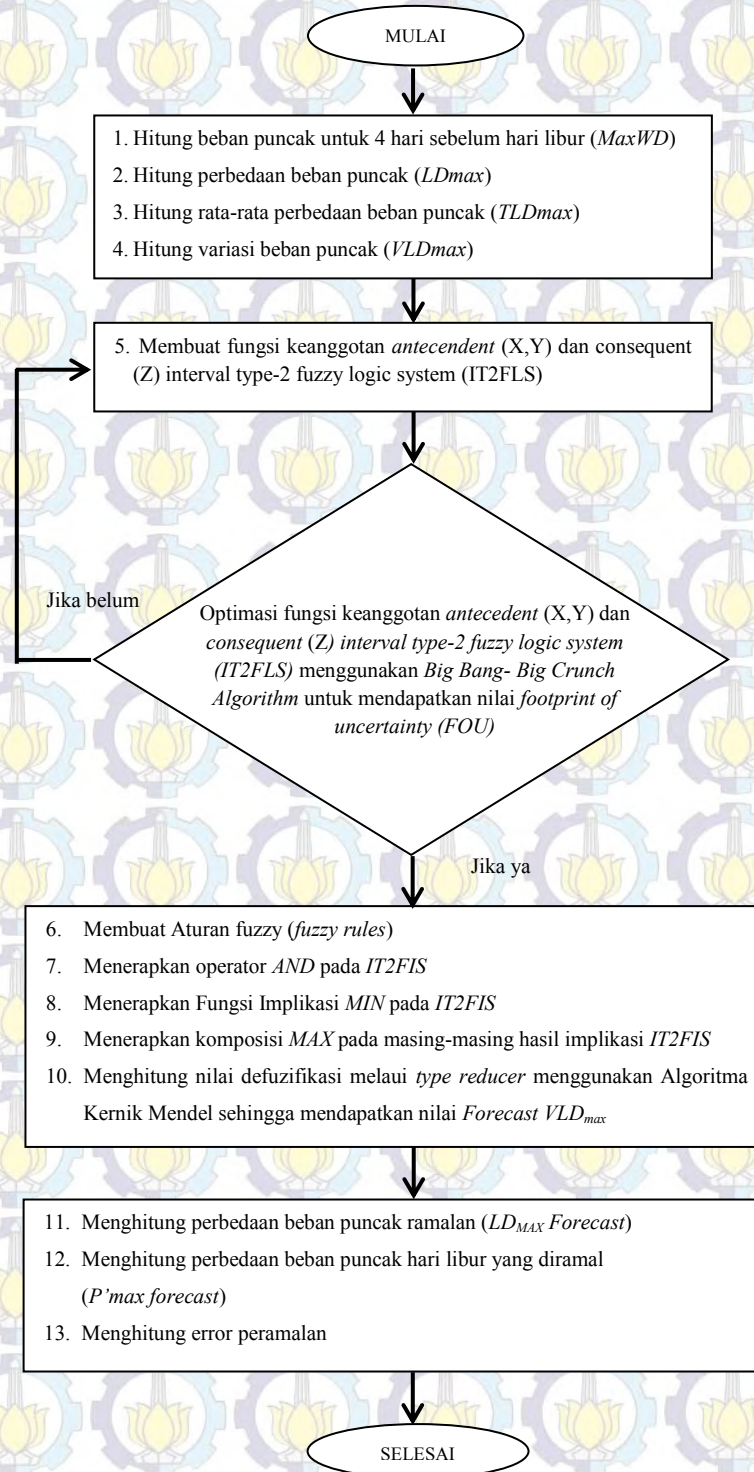 MULAI
1. Hitung beban puncak untuk 4 hari sebelum hari libur (MaxWD)
2. Hitung perbedaan beban puncak (LDmax)
3. Hitung rata-rata perbedaan beban puncak (TLDmax)
4. Hitung variasi beban puncak (VLDmax)
5. Membuat fungsi keanggotan antecendent (X,Y) dan consequent
(Z) interval type-2 fuzzy logic system (IT2FLS)
Jika belum
Optimasi fungsi keanggotan antecedent (X,Y) dan
consequent (Z) interval type-2 fuzzy logic system
(IT2FLS) menggunakan Big Bang- Big Crunch
Algorithm untuk mendapatkan nilai footprint of
uncertainty (FOU)
Jika ya
6. Membuat Aturan fuzzy (fuzzy rules)
7. Menerapkan operator AND pada IT2FIS
8. Menerapkan Fungsi Implikasi MIN pada IT2FIS
9. Menerapkan komposisi MAX pada masing-masing hasil implikasi IT2FIS
10. Menghitung nilai defuzifikasi melaui type reducer menggunakan Algoritma
Kernik Mendel sehingga mendapatkan nilai Forecast VLDmax
11. Menghitung perbedaan beban puncak ramalan (LDMAX Forecast)
12. Menghitung perbedaan beban puncak hari libur yang diramal
(P'max forecast)
13. Menghitung error peramalan
SELESAI